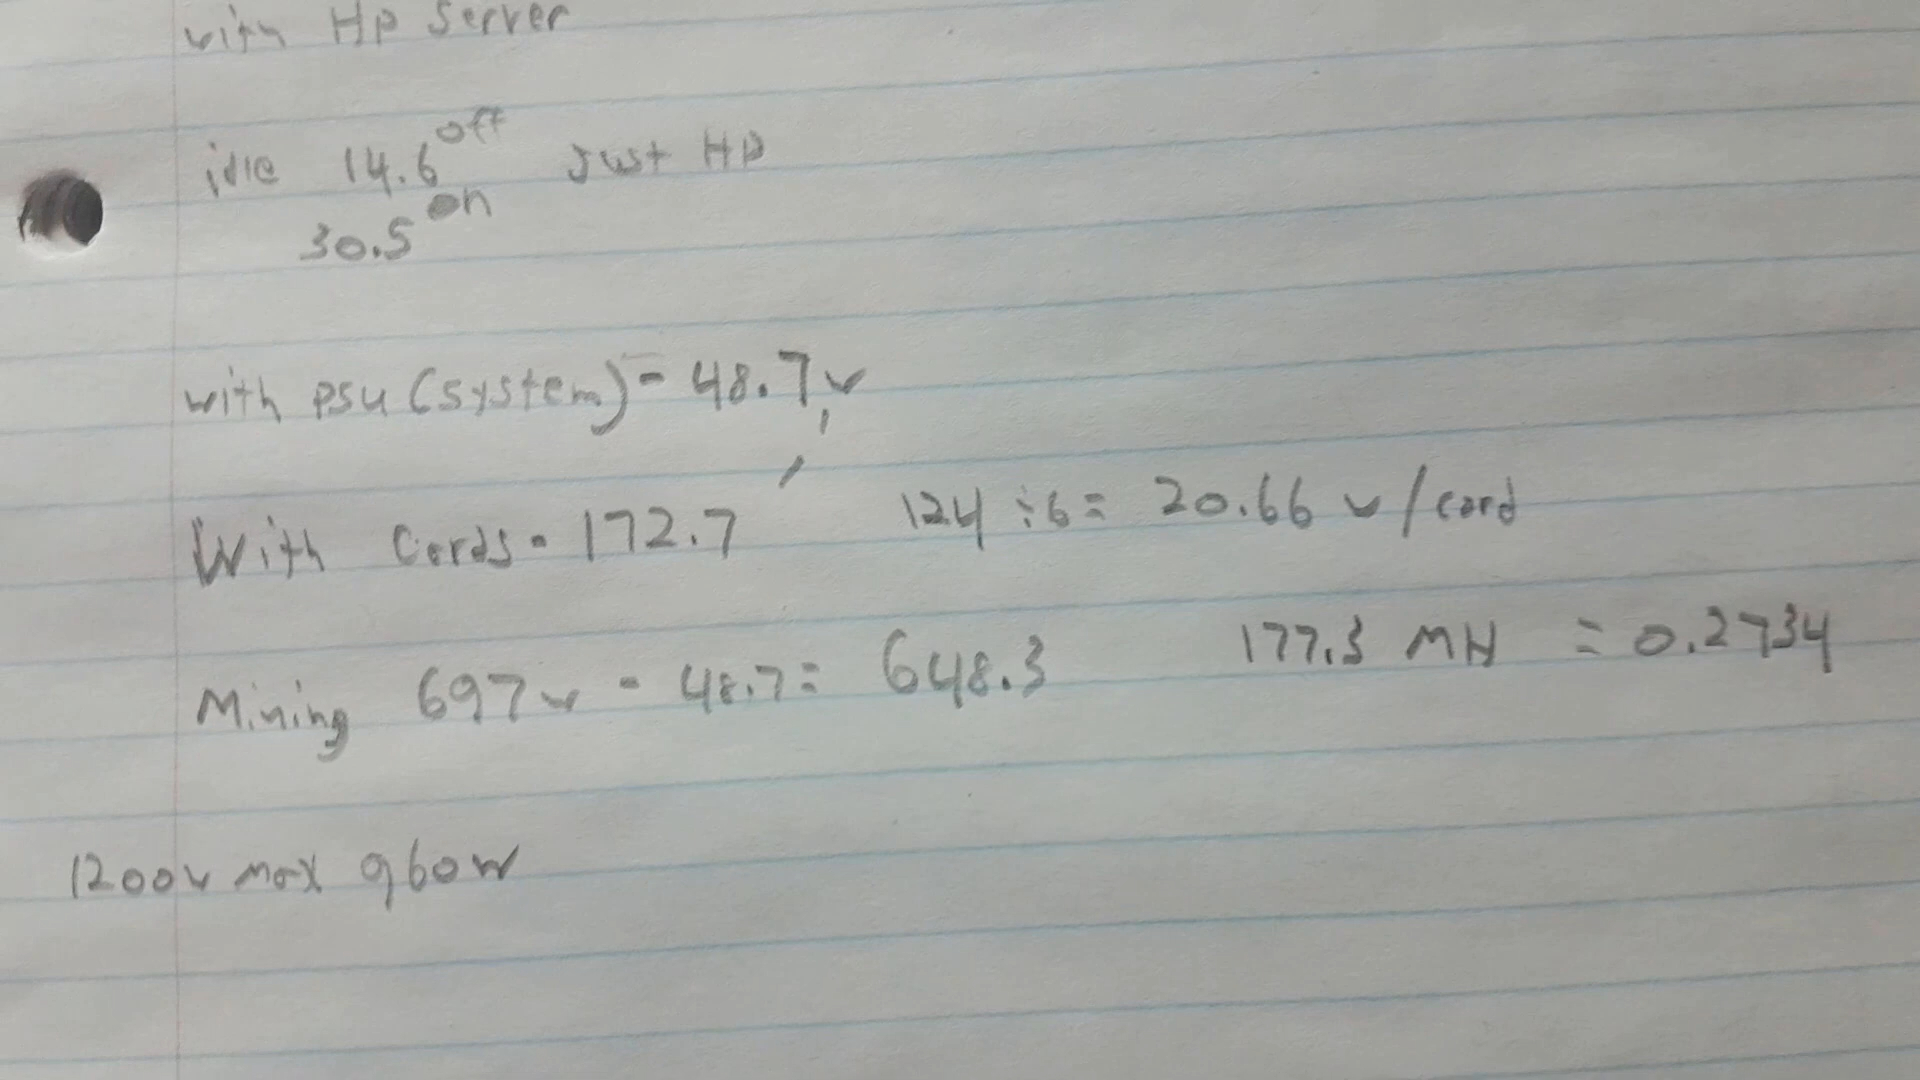 with HP Server
idle 14.6 off Just HP
30.5 on
with psu (system) = 48.7w
With Cards = 172.7 124 ÷ 6 = 20.66 w/card
Mining 697w - 48.7 = 648.3 177.3 MH = 0.2734
1200w max 960w